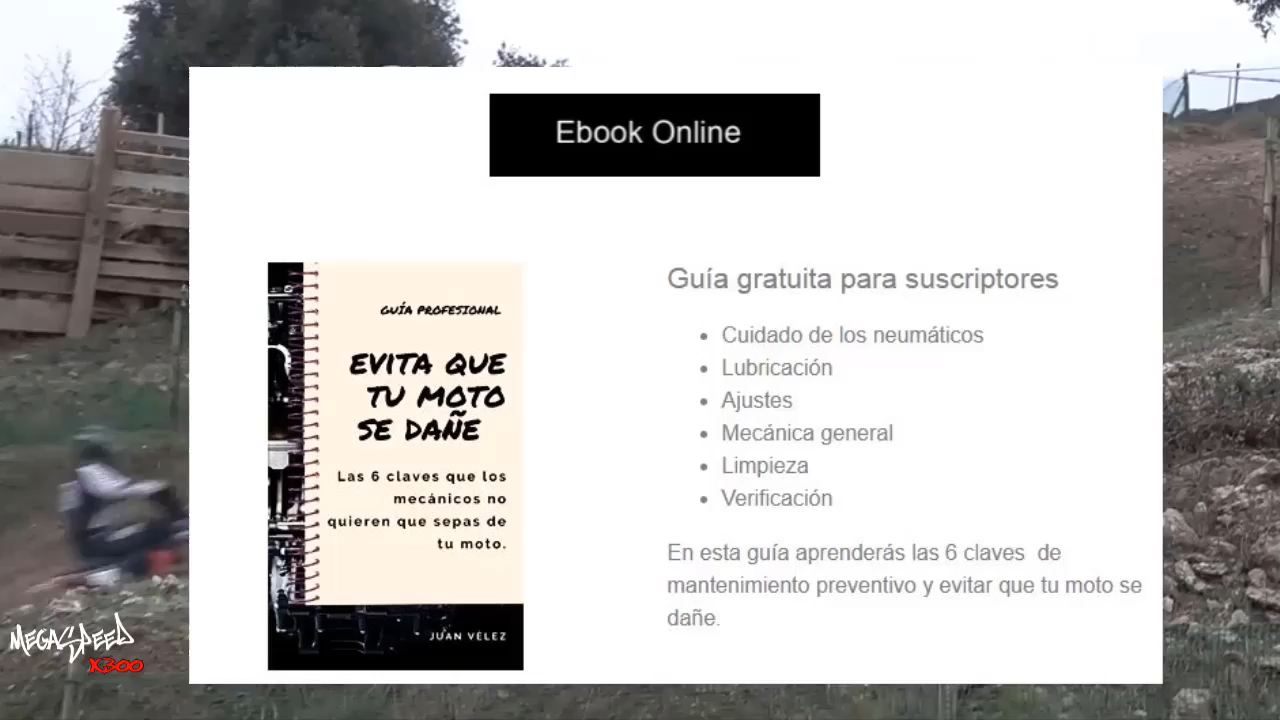 Ebook Online
GUÍA PROFESIONAL
EVITA QUE
TU MOTO
SE DAÑE
Las 6 claves que los
mecánicos no
quieren que sepas de
tu moto.
JUAN VÉLEZ
Guía gratuita para suscriptores
• Cuidado de los neumáticos
• Lubricación
• Ajustes
• Mecánica general
• Limpieza
• Verificación
En esta guía aprenderás las 6 claves de
mantenimiento preventivo y evitar que tu moto se
dañe.
MEGASPEED
X300